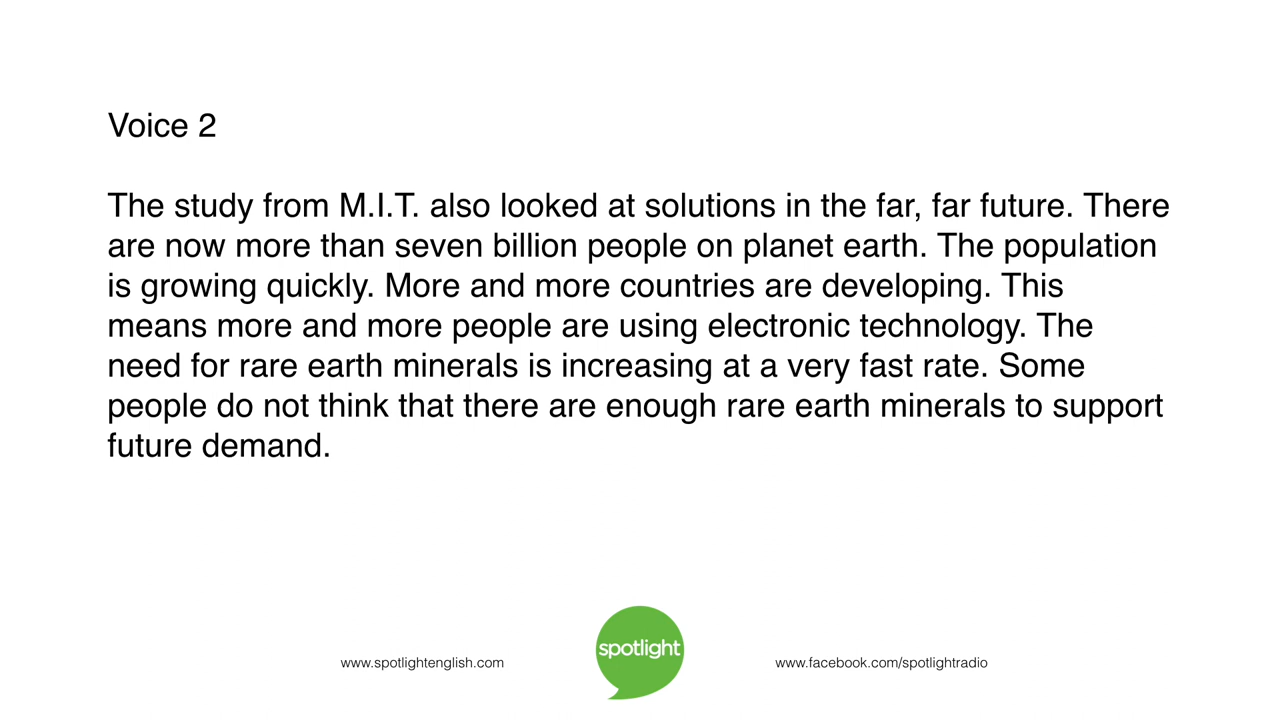 Voice 2
The study from M.I.T. also looked at solutions in the far, far future. There
are now more than seven billion people on planet earth. The population
is growing quickly. More and more countries are developing. This
means more and more people are using electronic technology. The
need for rare earth minerals is increasing at a very fast rate. Some
people do not think that there are enough rare earth minerals to support
future demand.
www.spotlightenglish.com
spotlight
www.facebook.com/spotlightradio